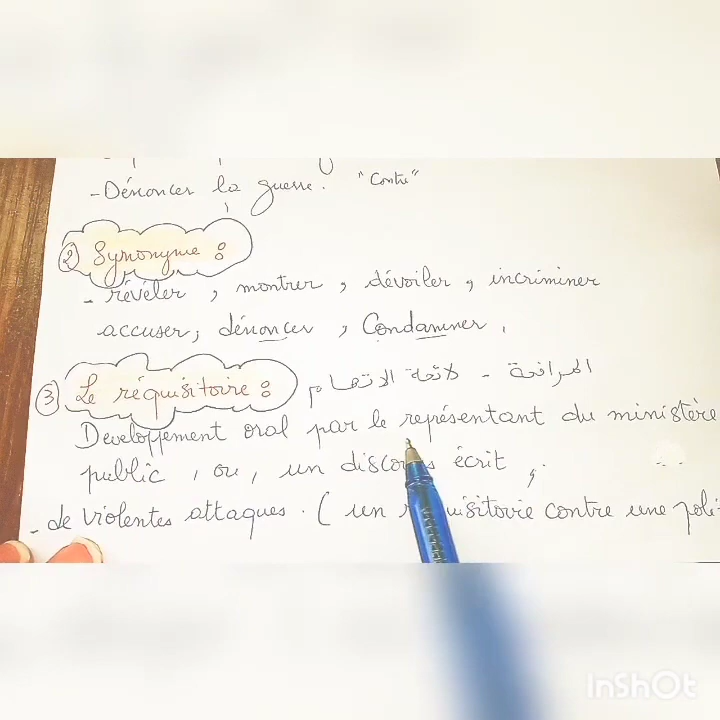 - Dénoncer la guerre. "Contre"
② Synonyme :
- révéler, montrer, dévoiler, incriminer
accuser, dénoncer, Condamner.
③ Le réquisitoire : المرافعة - لائحة الاتهام
Developpement oral par le représentant du ministère
public, ou, un discours écrit,
- de violentes attaques. ( un réquisitoire contre une poli
InShOt